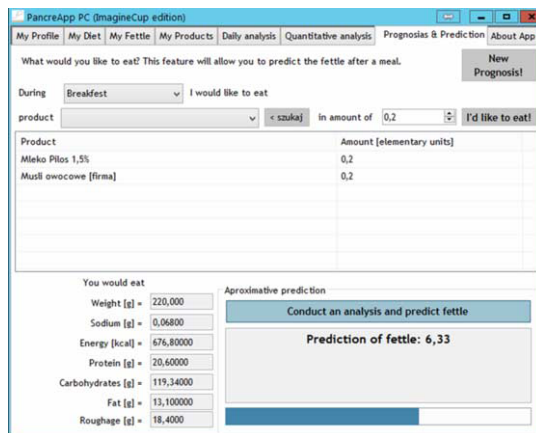 PancreApp PC (ImagineCup edition)
My Profile My Diet My Fettle My Products Daily analysis Quantitative analysis Prognosias & Prediction About App
What would you like to eat? This feature will allow you to predict the fettle after a meal.
New Prognosis!
During Breakfest I would like to eat
product < szukaj in amount of 0,2 I'd like to eat!
Product Amount [elementary units]
Mleko Pilos 1,5% 0,2
Musli owocowe [firma] 0,2
You would eat
Weight [g] = 220,000
Sodium [g] = 0,06800
Energy [kcal] = 676,80000
Protein [g] = 20,60000
Carbohydrates [g] = 119,34000
Fat [g] = 13,100000
Roughage [g] = 18,4000
Aproximative prediction
Conduct an analysis and predict fettle
Prediction of fettle: 6,33